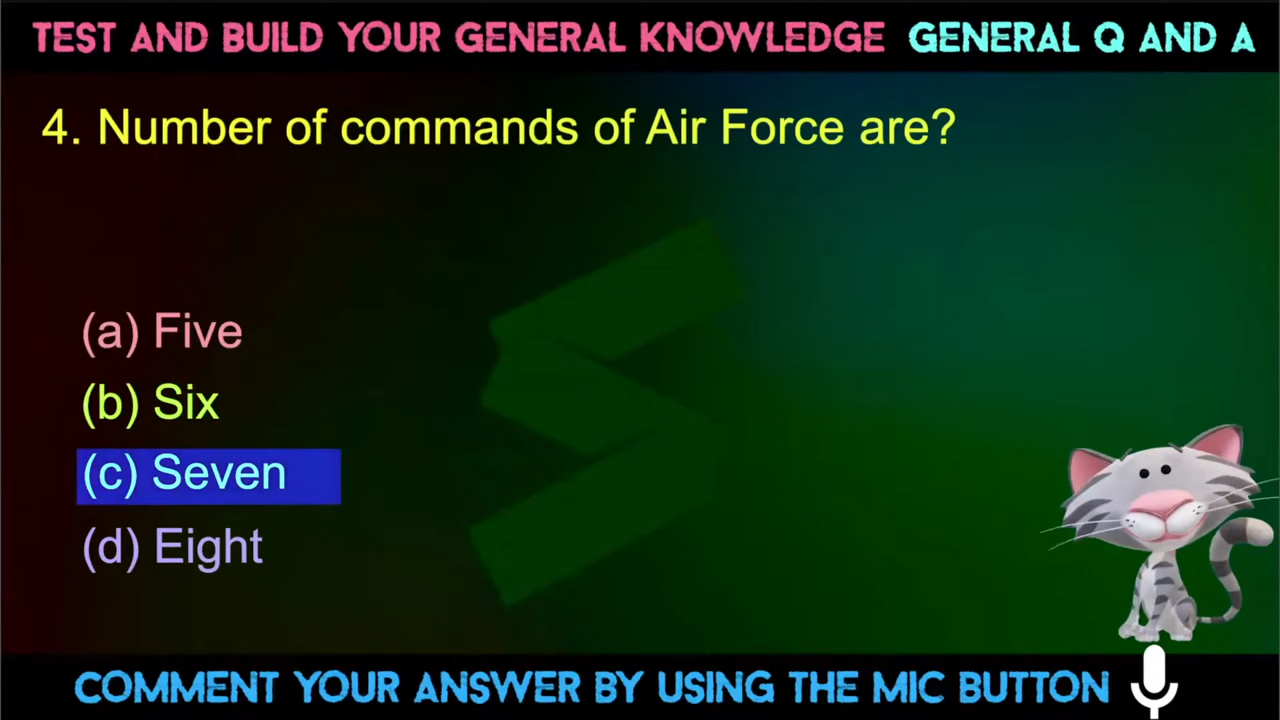 TEST AND BUILD YOUR GENERAL KNOWLEDGE GENERAL Q AND A
4. Number of commands of Air Force are?
(a) Five
(b) Six
(c) Seven
(d) Eight
COMMENT YOUR ANSWER BY USING THE MIC BUTTON